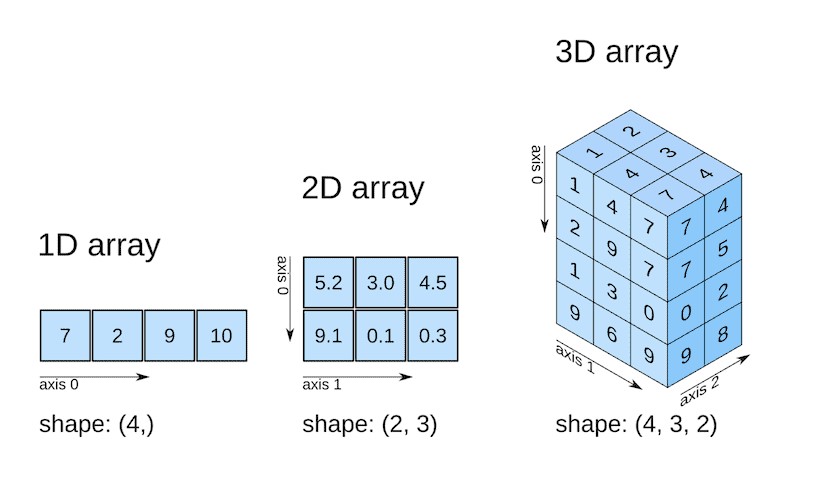 1D array
7 2 9 10
axis 0
shape: (4,)
2D array
axis 0
5.2 3.0 4.5
9.1 0.1 0.3
axis 1
shape: (2, 3)
3D array
axis 0
2
1 3
4 4
7
1 4 7 7 4
2 9 7 7 5
1 3 0 0 2
9 6 9 9 8
axis 1
axis 2
shape: (4, 3, 2)